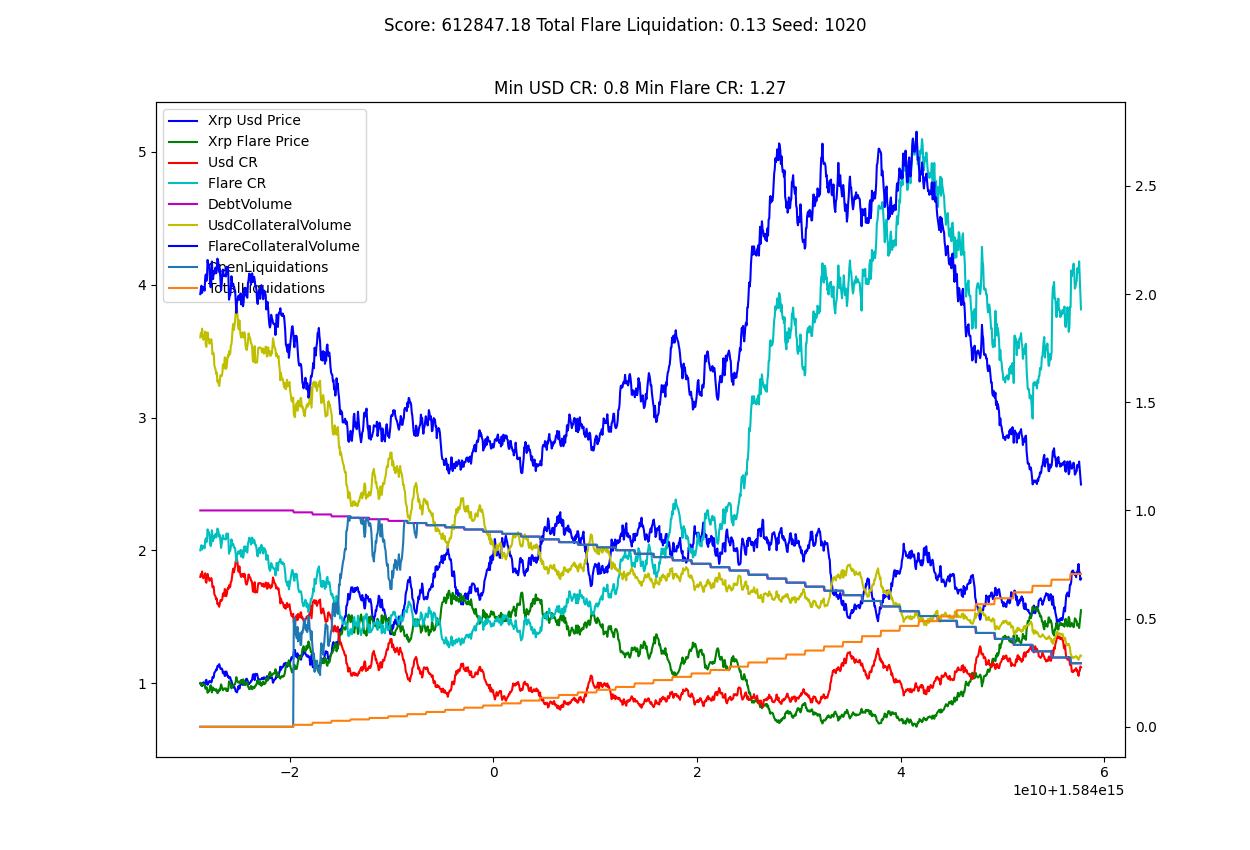 Score: 612847.18 Total Flare Liquidation: 0.13 Seed: 1020
Min USD CR: 0.8 Min Flare CR: 1.27
Xrp Usd Price
Xrp Flare Price
Usd CR
Flare CR
DebtVolume
UsdCollateralVolume
FlareCollateralVolume
OpenLiquidations
TotalLiquidations
5
4
3
2
1
2.5
2.0
1.5
1.0
0.5
0.0
−2
0
2
4
6
1e10+1.584e15